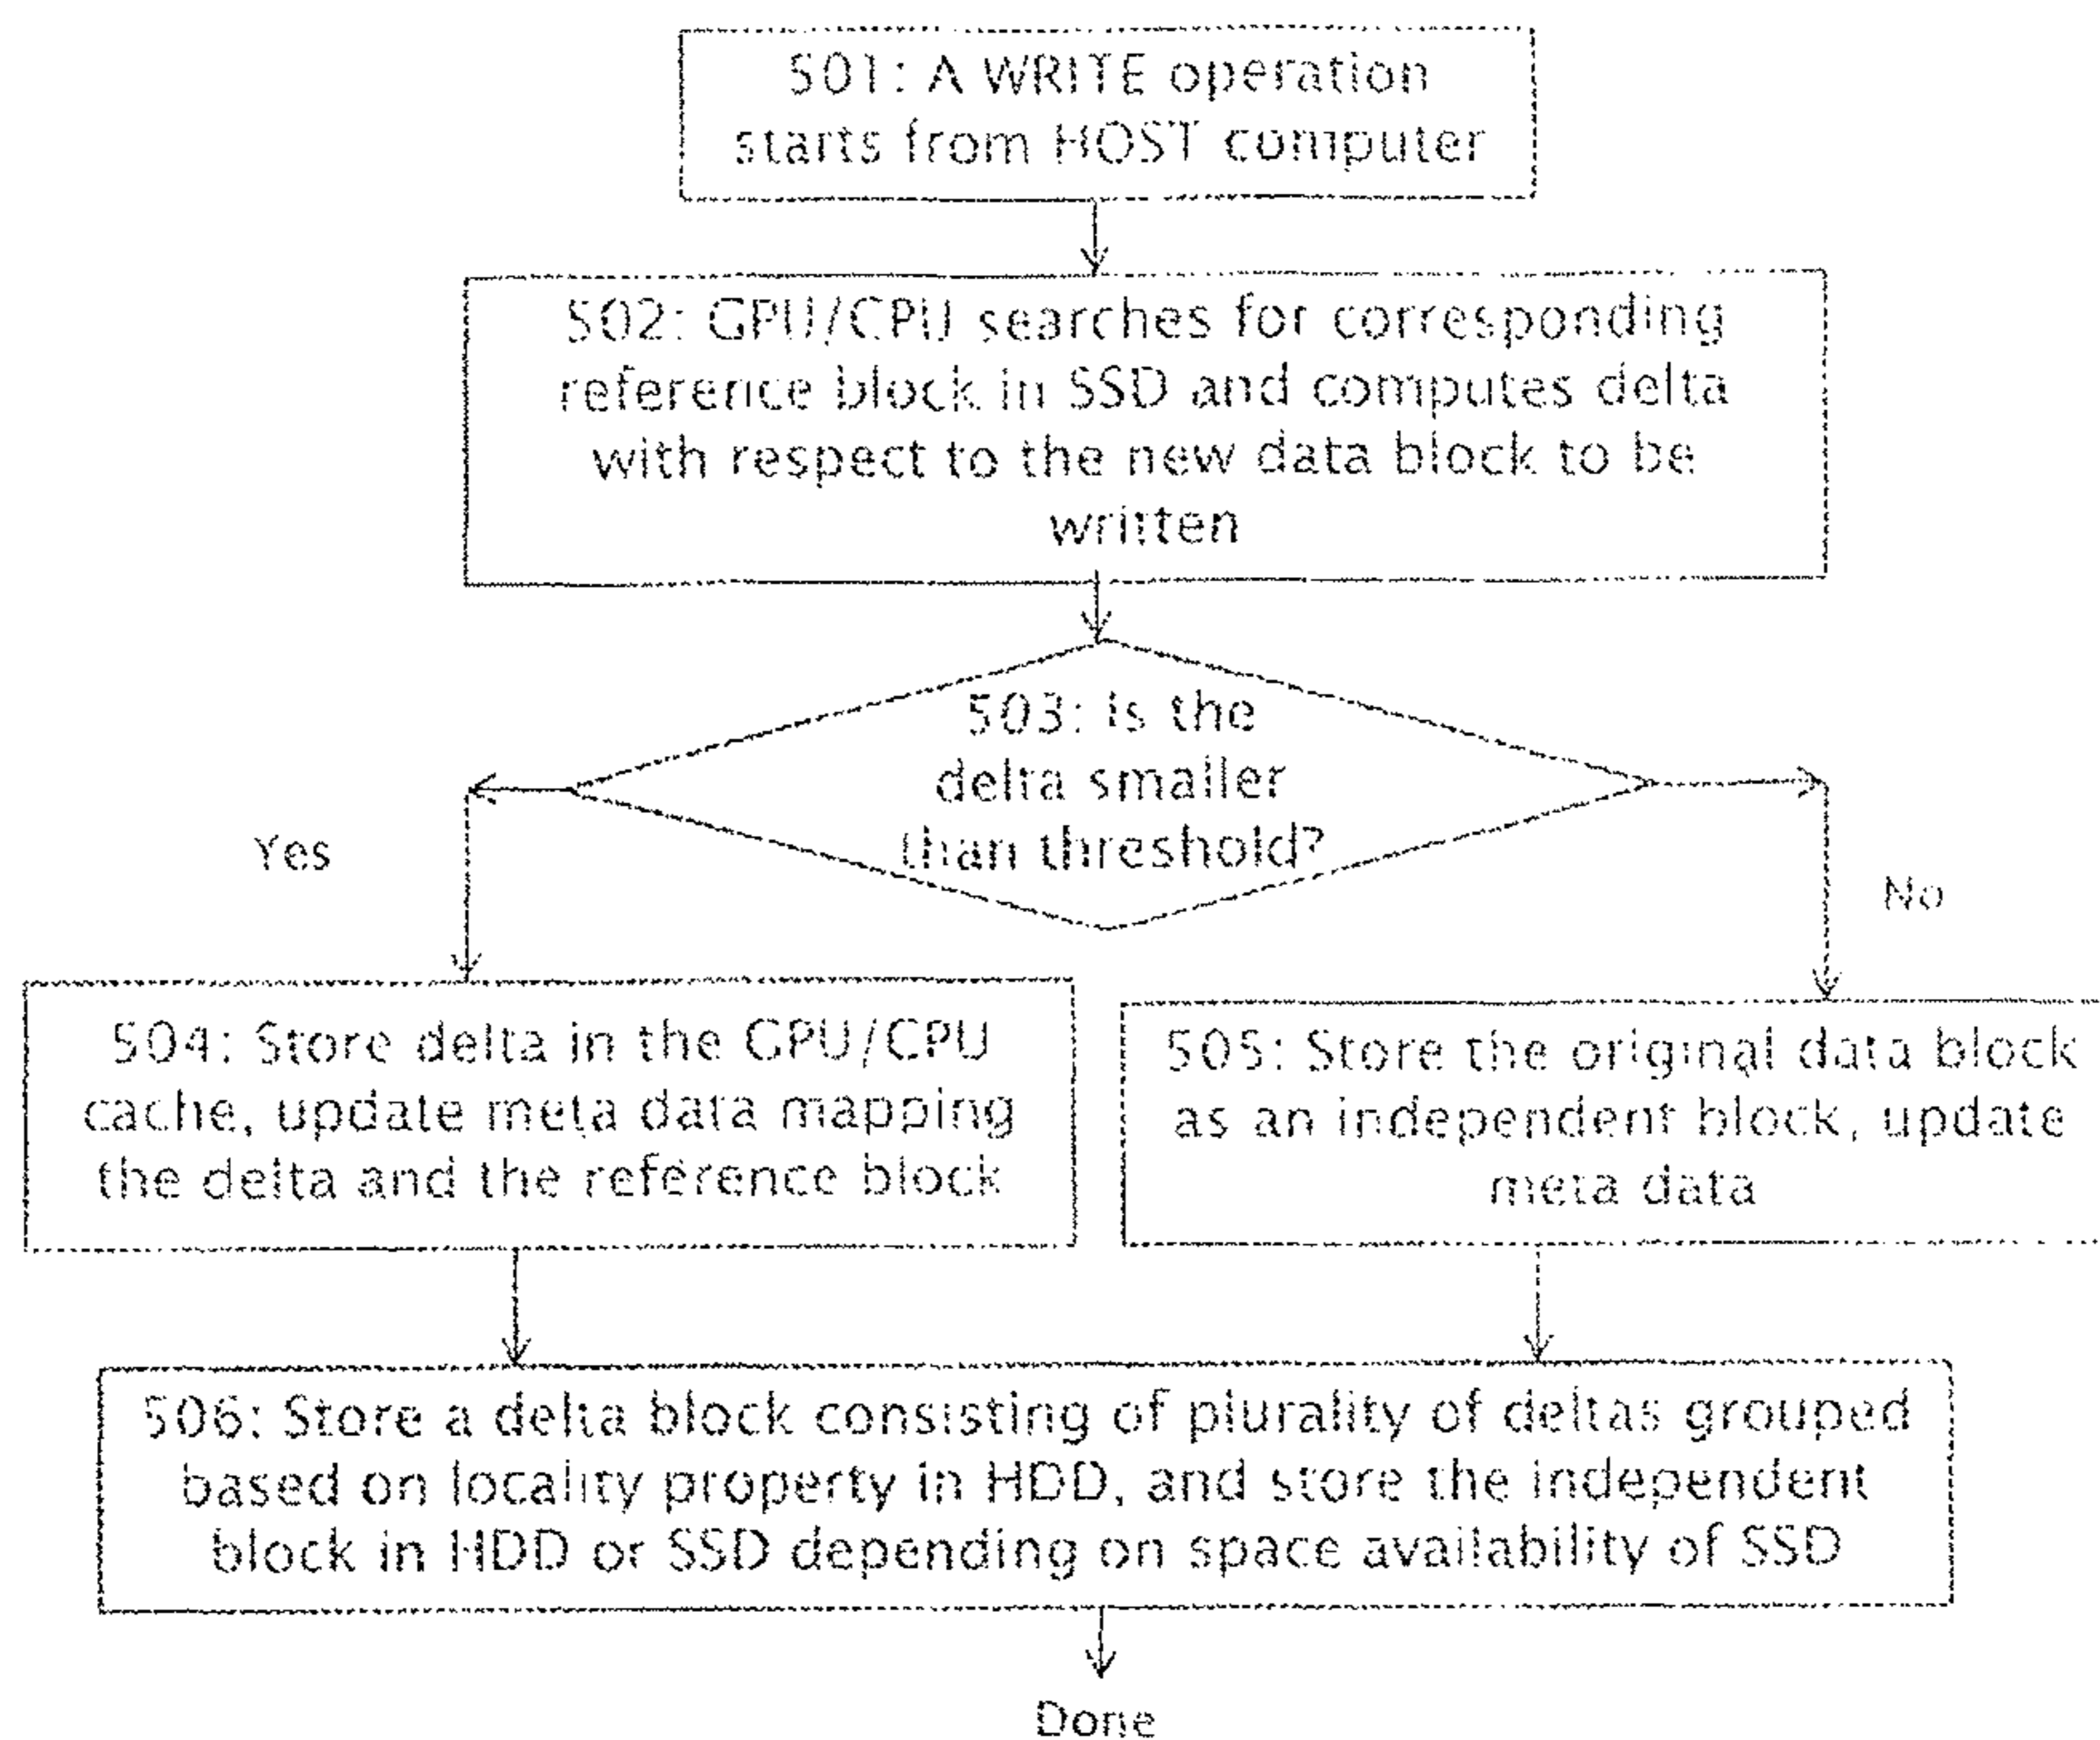 501: A WRITE operation
starts from HOST computer
502: GPU/CPU searches for corresponding
reference block in SSD and computes delta
with respect to the new data block to be
written
503: Is the
delta smaller
than threshold?
Yes
No
504: Store delta in the GPU/CPU
cache, update meta data mapping
the delta and the reference block
505: Store the original data block
as an independent block, update
meta data
506: Store a delta block consisting of plurality of deltas grouped
based on locality property in HDD, and store the independent
block in HDD or SSD depending on space availability of SSD
Done